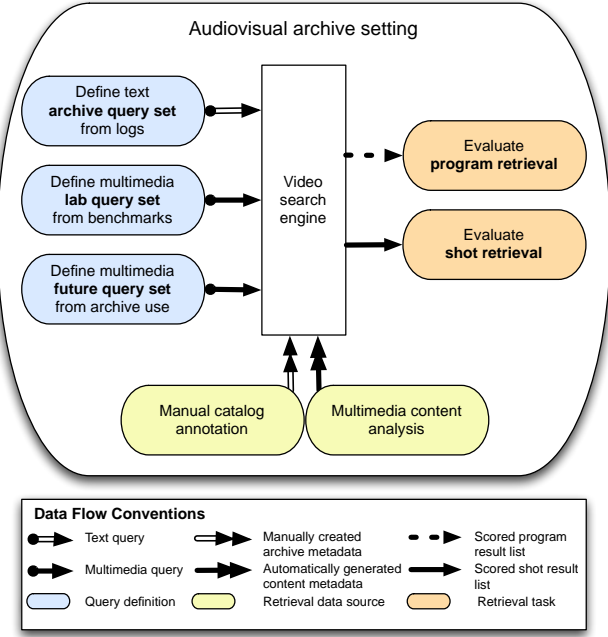 Audiovisual archive setting
Define text
archive query set
from logs
Define multimedia
lab query set
from benchmarks
Define multimedia
future query set
from archive use
Video
search
engine
Evaluate
program retrieval
Evaluate
shot retrieval
Manual catalog
annotation
Multimedia content
analysis
Data Flow Conventions
Text query
Manually created
archive metadata
Scored program
result list
Multimedia query
Automatically generated
content metadata
Scored shot result
list
Query definition
Retrieval data source
Retrieval task